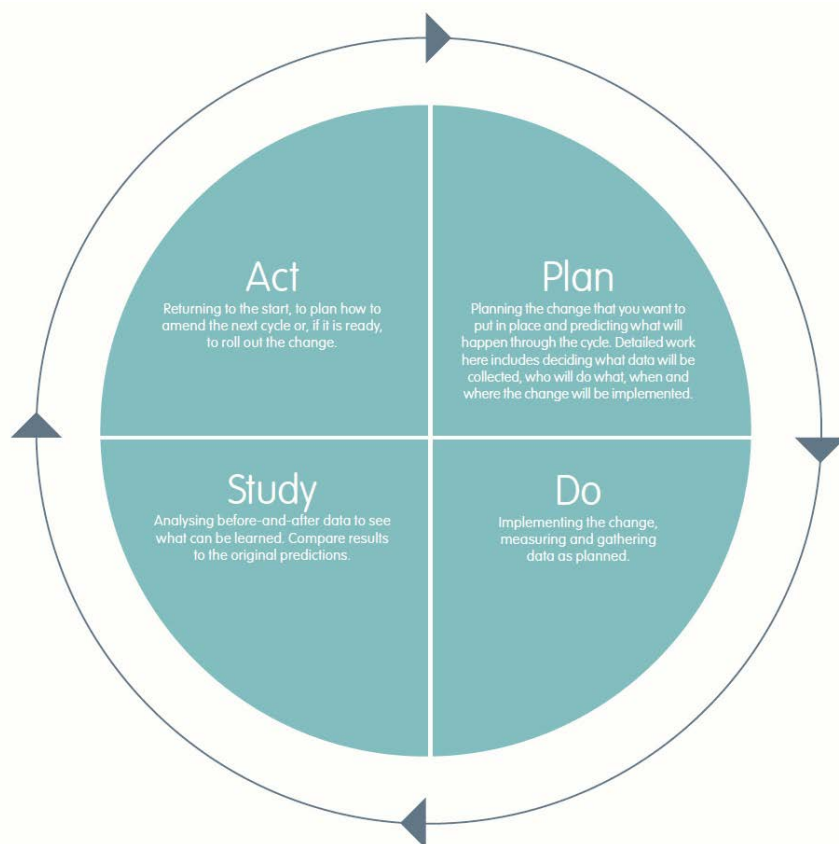 Act
Returning to the start, to plan how to
amend the next cycle or, if it is ready,
to roll out the change.
Plan
Planning the change that you want to
put in place and predicting what will
happen through the cycle. Detailed work
here includes deciding what data will be
collected, who will do what, when and
where the change will be implemented.
Study
Analysing before-and-after data to see
what can be learned. Compare results
to the original predictions.
Do
Implementing the change,
measuring and gathering
data as planned.